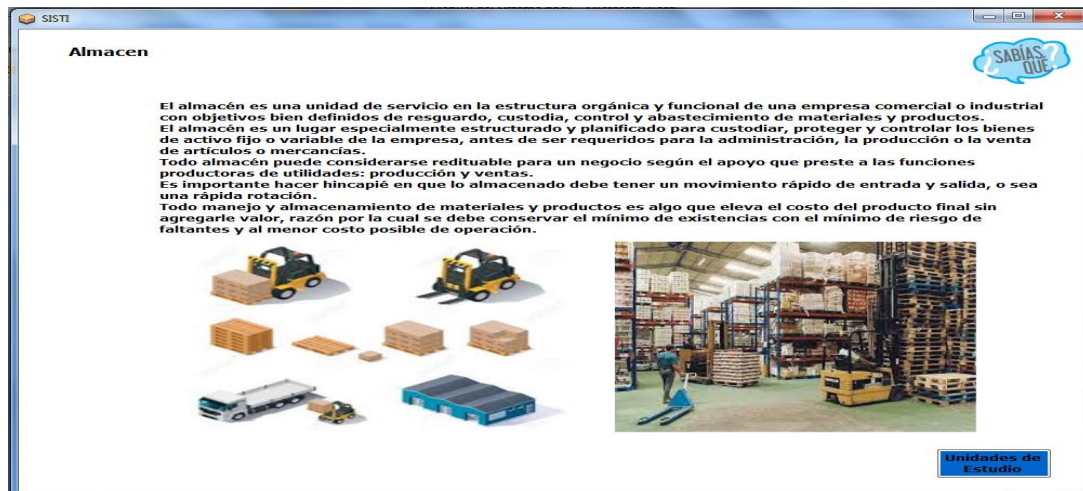 SISTI
Almacen
¿SABÍAS
QUÉ?
El almacén es una unidad de servicio en la estructura orgánica y funcional de una empresa comercial o industrial
con objetivos bien definidos de resguardo, custodia, control y abastecimiento de materiales y productos.
El almacén es un lugar especialmente estructurado y planificado para custodiar, proteger y controlar los bienes
de activo fijo o variable de la empresa, antes de ser requeridos para la administración, la producción o la venta
de artículos o mercancías.
Todo almacén puede considerarse redituable para un negocio según el apoyo que preste a las funciones
productoras de utilidades: producción y ventas.
Es importante hacer hincapié en que lo almacenado debe tener un movimiento rápido de entrada y salida, o sea
una rápida rotación.
Todo manejo y almacenamiento de materiales y productos es algo que eleva el costo del producto final sin
agregarle valor, razón por la cual se debe conservar el mínimo de existencias con el mínimo de riesgo de
faltantes y al menor costo posible de operación.
Unidades de
Estudio